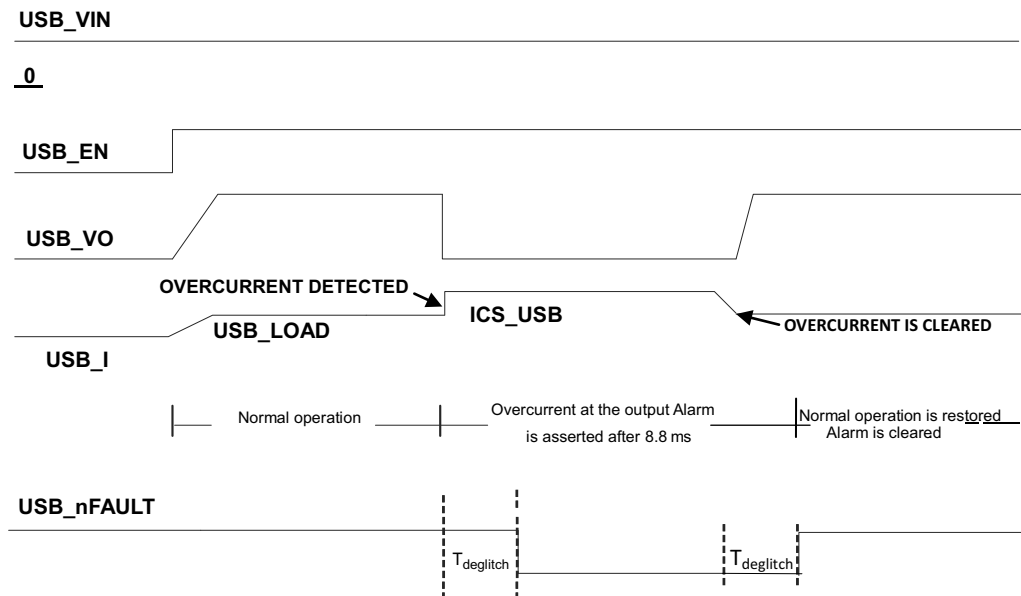 USB_VIN
0
USB_EN
USB_VO
OVERCURRENT DETECTED
ICS_USB
USB_LOAD
OVERCURRENT IS CLEARED
USB_I
Normal operation
Overcurrent at the output Alarm
is asserted after 8.8 ms
Normal operation is restored
Alarm is cleared
USB_nFAULT
Tdeglitch
Tdeglitch